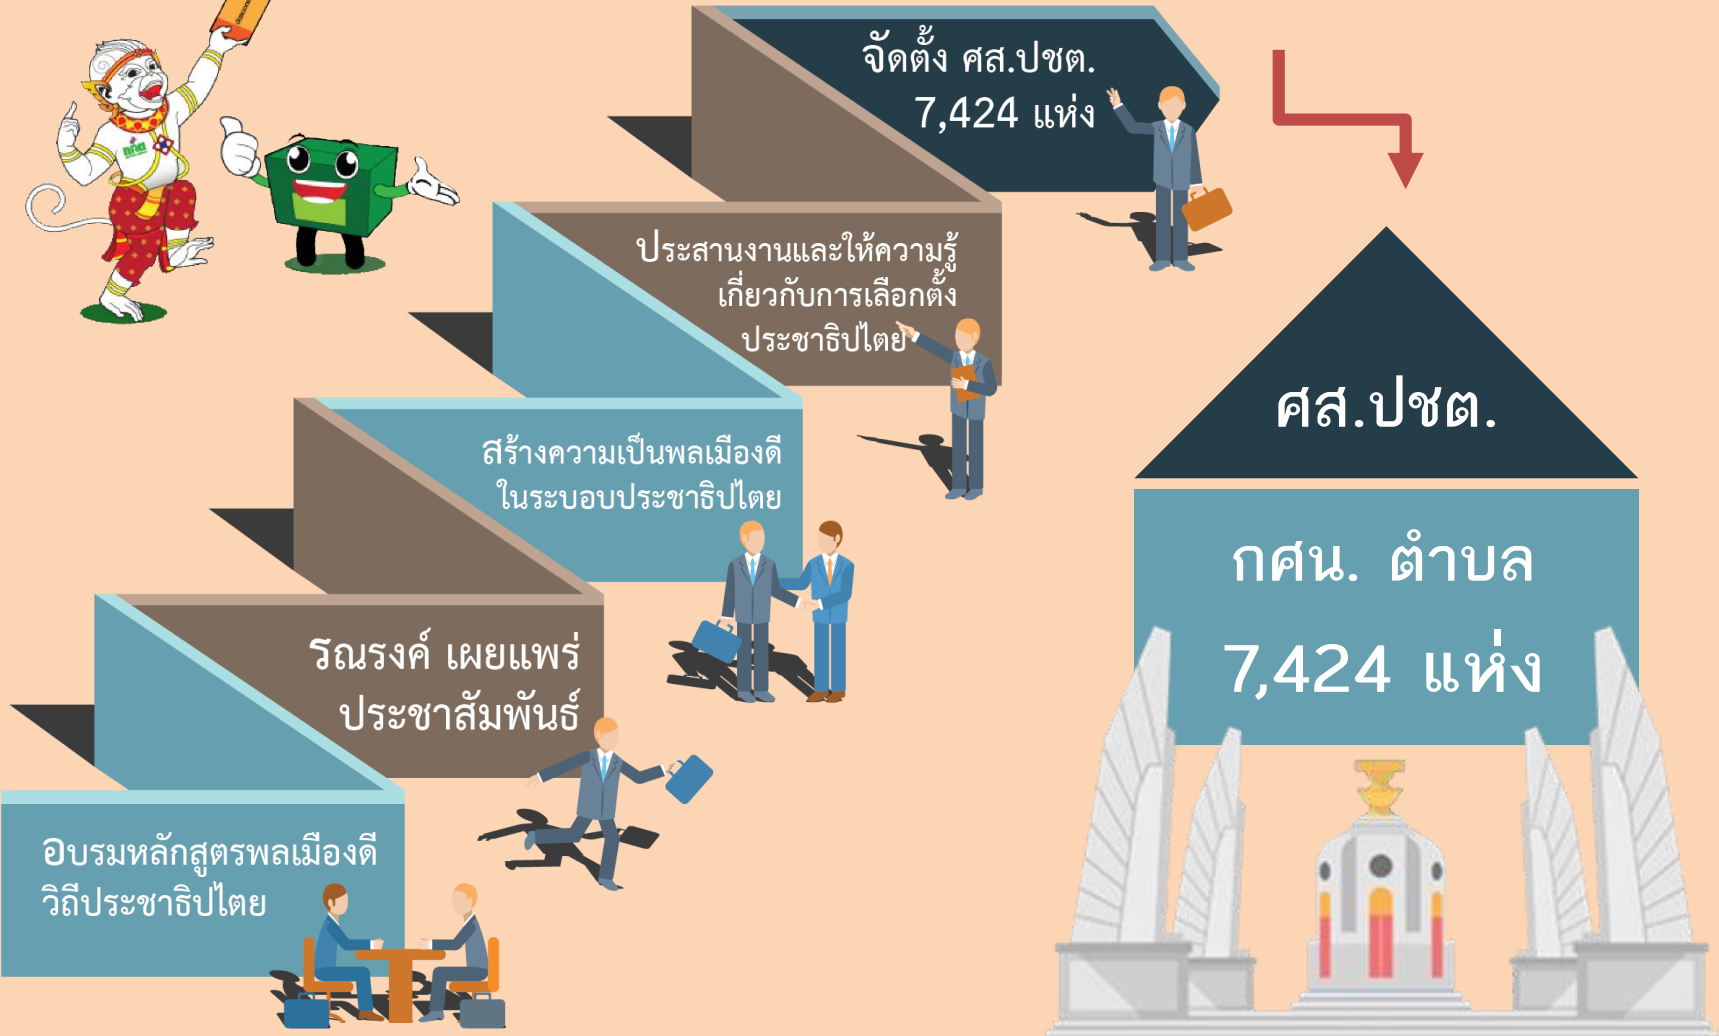 จัดตั้ง ศส.ปชต.
7,424 แห่ง
ประสานงานและให้ความรู้
เกี่ยวกับการเลือกตั้ง
ประชาธิปไตย
สร้างความเป็นพลเมืองดี
ในระบอบประชาธิปไตย
รณรงค์ เผยแพร่
ประชาสัมพันธ์
อบรมหลักสูตรพลเมืองดี
วิถีประชาธิปไตย
ศส.ปชต.
กศน. ตำบล
7,424 แห่ง